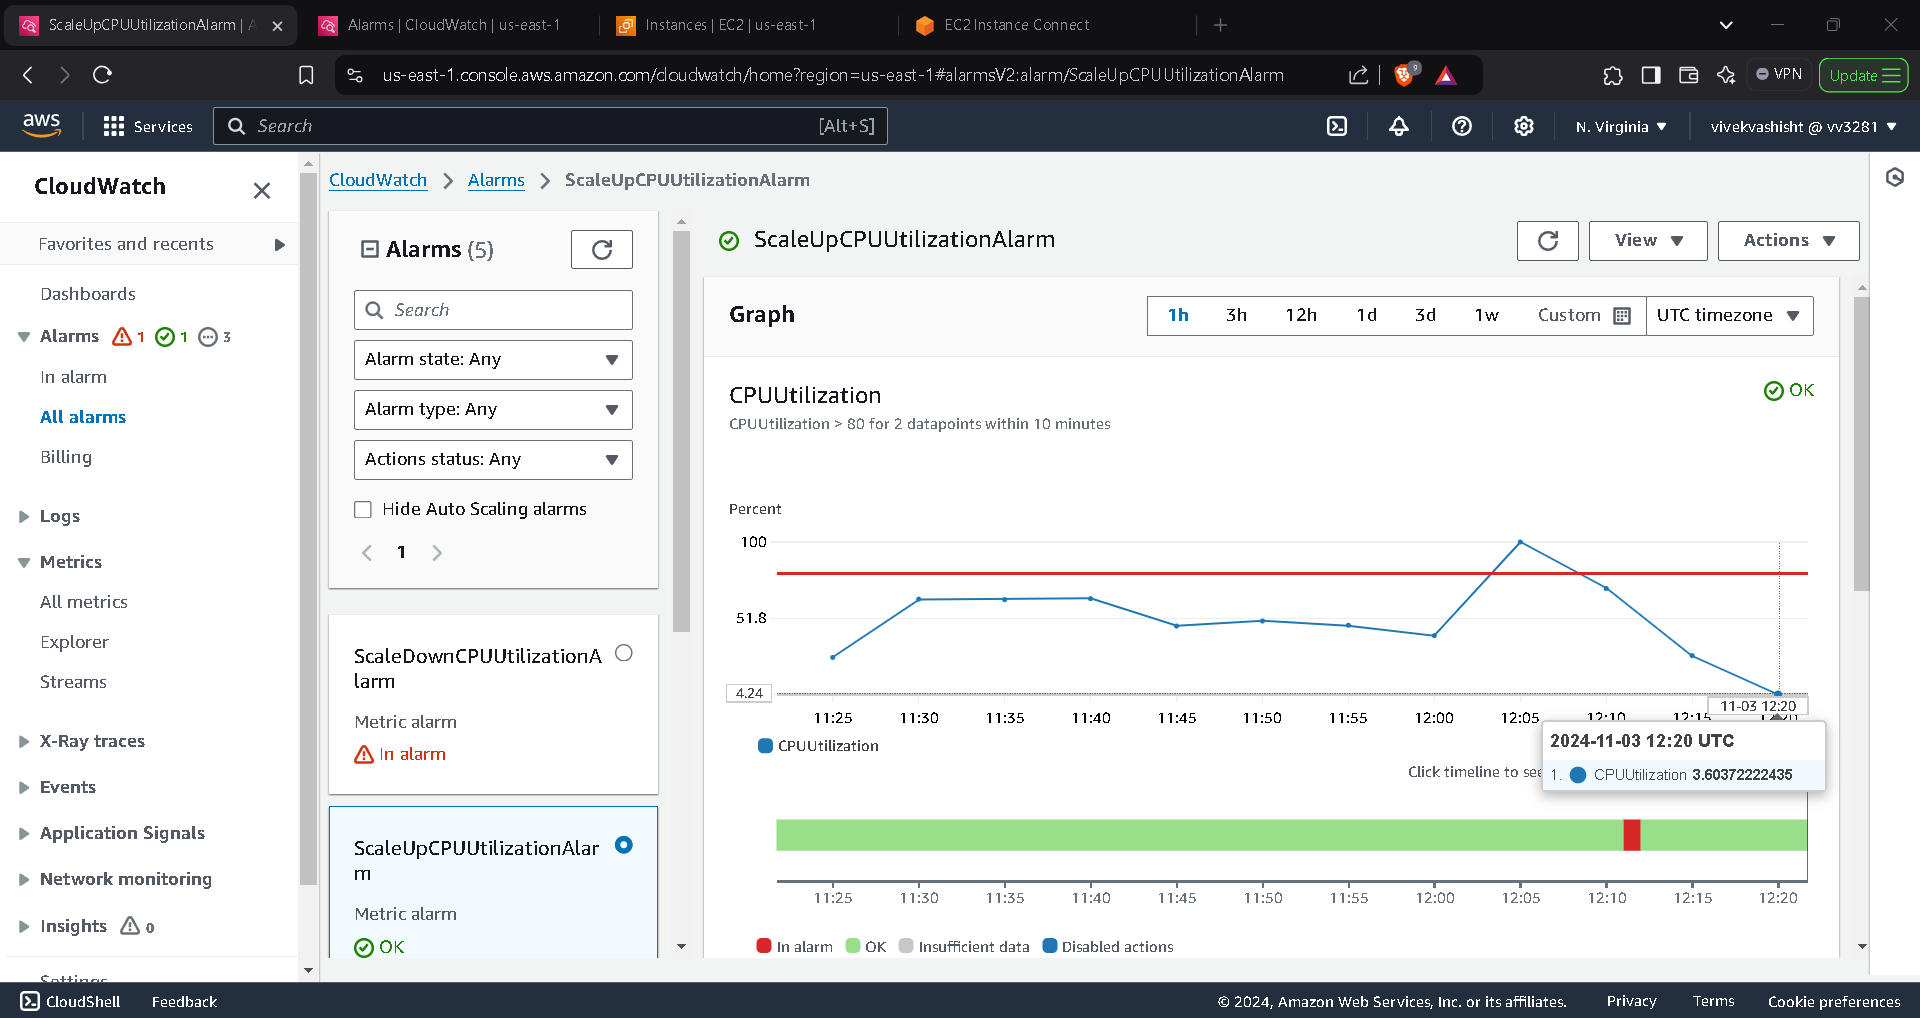 ScaleUpCPUUtilizationAlarm | A
Alarms | CloudWatch | us-east-1
Instances | EC2 | us-east-1
EC2 Instance Connect
us-east-1.console.aws.amazon.com/cloudwatch/home?region=us-east-1#alarmsV2:alarm/ScaleUpCPUUtilizationAlarm
9
VPN
Update
aws
Services
Search
[Alt+S]
N. Virginia
vivekvashisht @ vv3281
CloudWatch
Favorites and recents
Dashboards
Alarms 1 1 3
In alarm
All alarms
Billing
Logs
Metrics
All metrics
Explorer
Streams
X-Ray traces
Events
Application Signals
Network monitoring
Insights 0
Settings
CloudWatch
Alarms
ScaleUpCPUUtilizationAlarm
Alarms (5)
Search
Alarm state: Any
Alarm type: Any
Actions status: Any
Hide Auto Scaling alarms
1
ScaleDownCPUUtilizationA
larm
Metric alarm
In alarm
ScaleUpCPUUtilizationAlar
m
Metric alarm
OK
ScaleUpCPUUtilizationAlarm
View
Actions
Graph
1h 3h 12h 1d 3d 1w Custom UTC timezone
CPUUtilization
OK
CPUUtilization > 80 for 2 datapoints within 10 minutes
Percent
100
51.8
4.24
11-03 12:20
11:25 11:30 11:35 11:40 11:45 11:50 11:55 12:00 12:05 12:10 12:15 12:20
CPUUtilization
2024-11-03 12:20 UTC
1. CPUUtilization 3.60372222435
Click timeline to see
11:25 11:30 11:35 11:40 11:45 11:50 11:55 12:00 12:05 12:10 12:15 12:20
In alarm OK Insufficient data Disabled actions
CloudShell
Feedback
© 2024, Amazon Web Services, Inc. or its affiliates.
Privacy
Terms
Cookie preferences